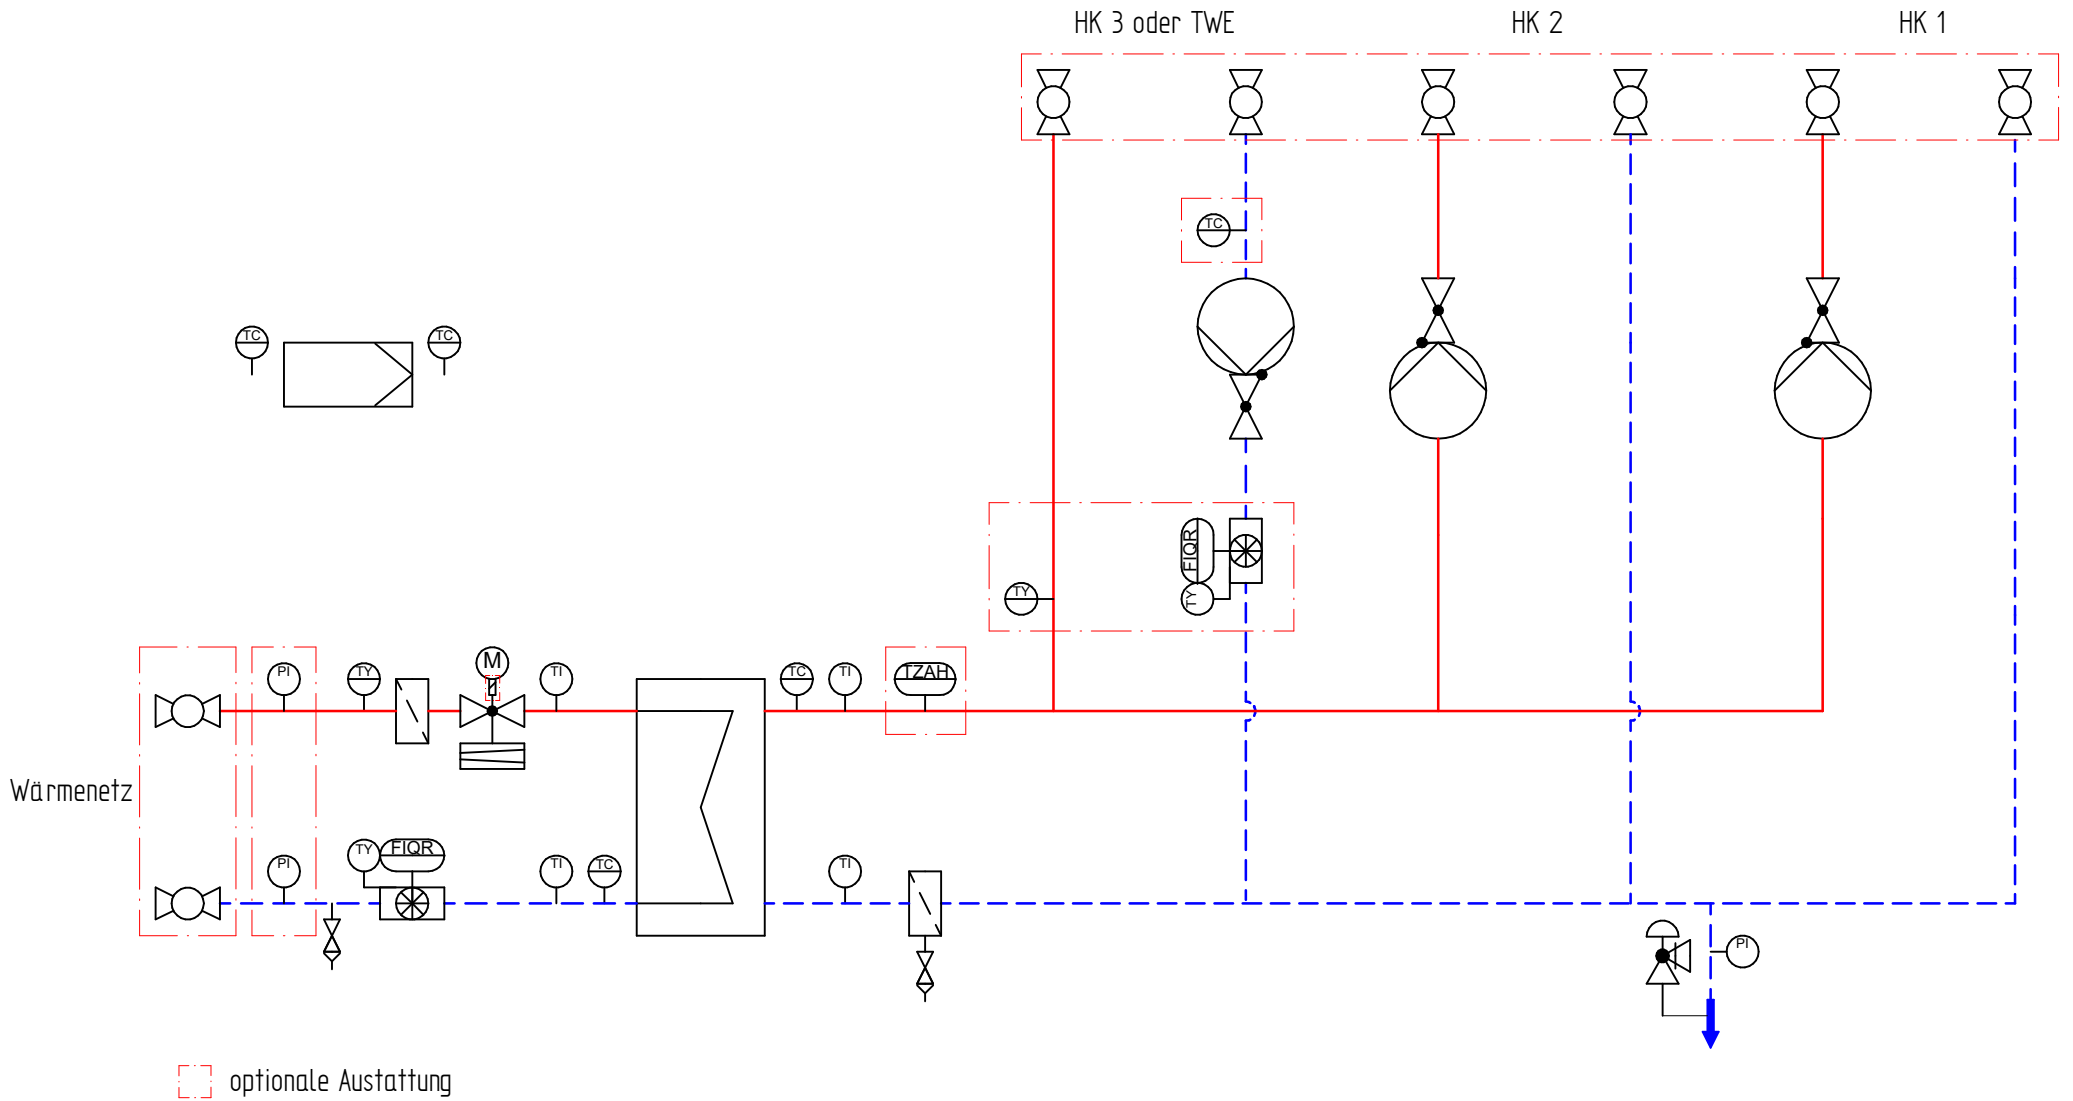 HK 3 oder TWE
HK 2
HK 1
TC
TC
TC
FIQR
TY
TY
M
PI
TY
TI
TC
TI
TZAH
Wärmenetz
PI
TY
FIQR
TI
TC
TI
PI
optionale Austattung